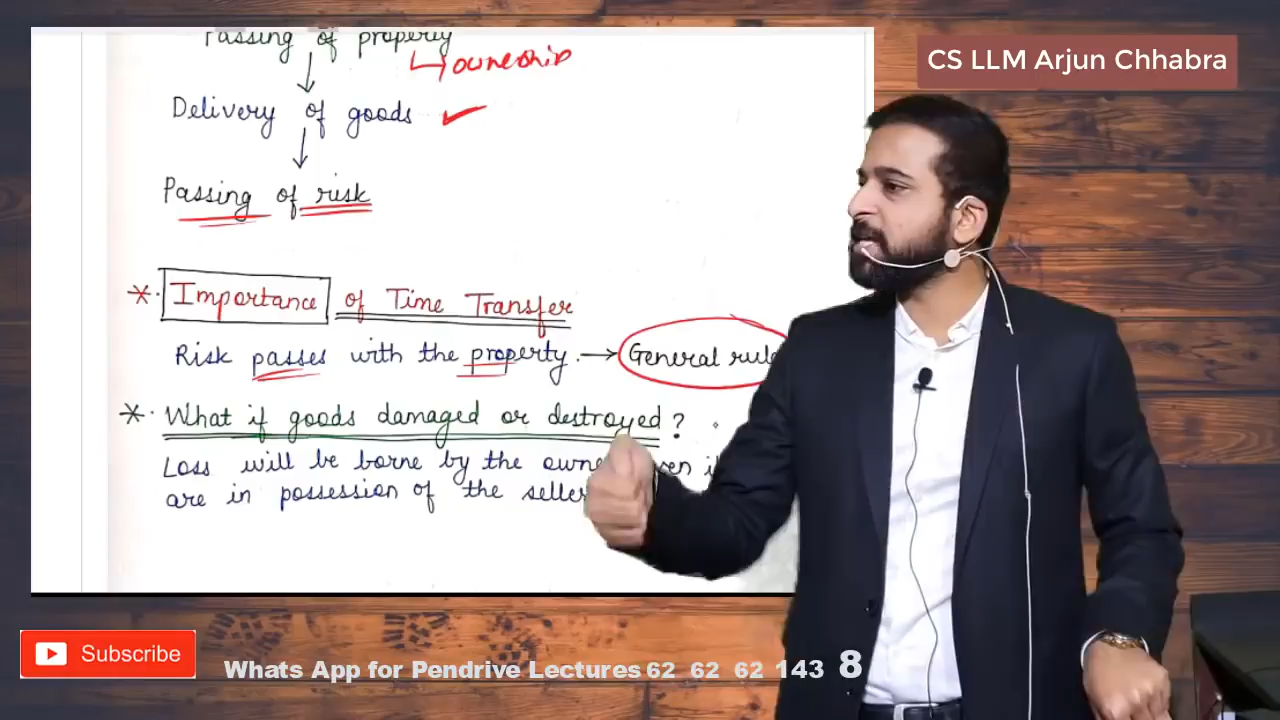 Passing of property
ownership
Delivery of goods
Passing of risk
CS LLM Arjun Chhabra
*. Importance of Time Transfer
Risk passes with the property. → General rule
*. What if goods damaged or destroyed?
Loss will be borne by the owner even if
are in possession of the seller
Subscribe
Whats App for Pendrive Lectures 62 62 62 143 8